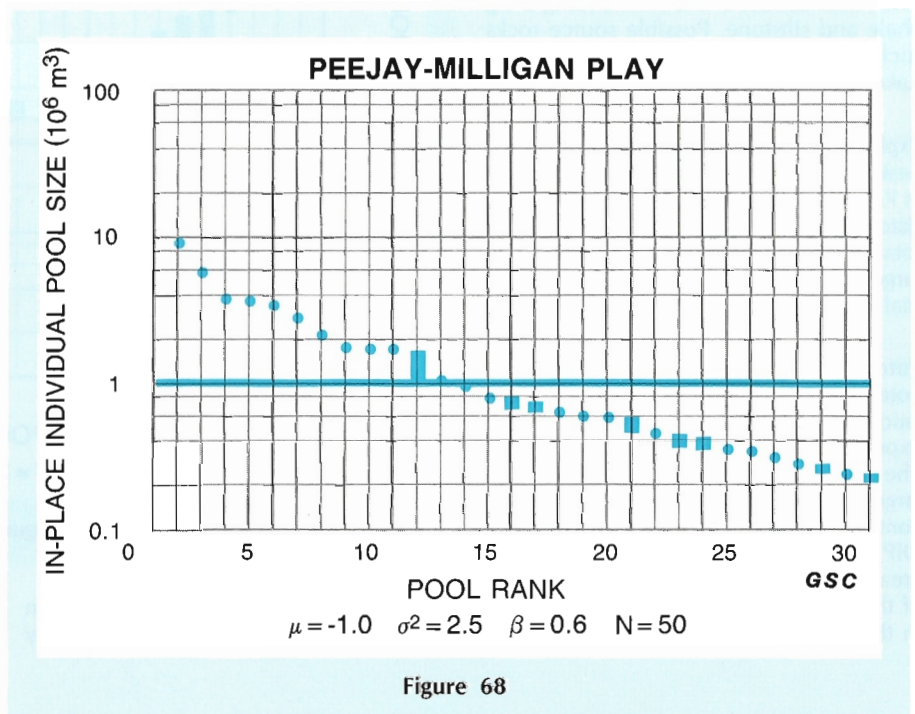 PEEJAY-MILLIGAN PLAY
IN-PLACE INDIVIDUAL POOL SIZE (10⁶ m³)
100
10
1
0.1
0 5 10 15 20 25 30
POOL RANK
GSC
μ = -1.0 σ² = 2.5 β = 0.6 N = 50
Figure 68